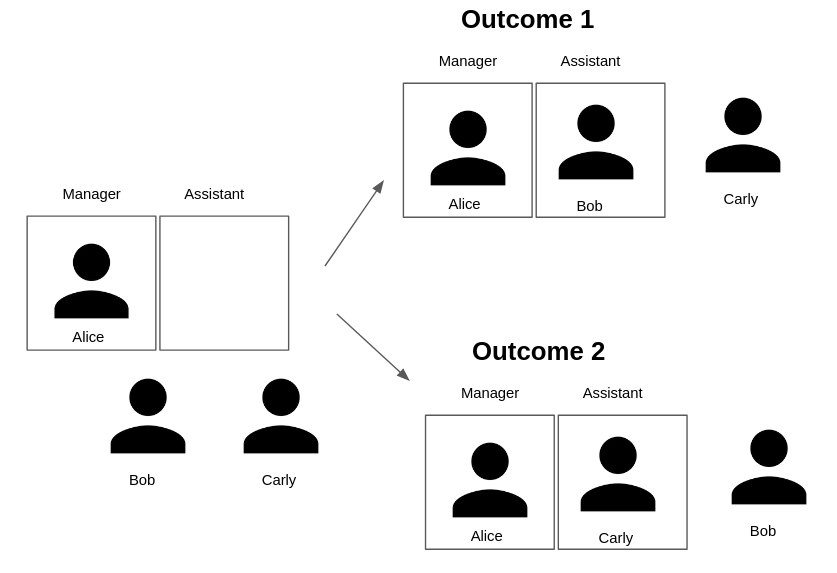 Outcome 1
Manager Assistant
Alice Bob Carly
Manager Assistant
Alice
Bob Carly
Outcome 2
Manager Assistant
Alice Carly Bob